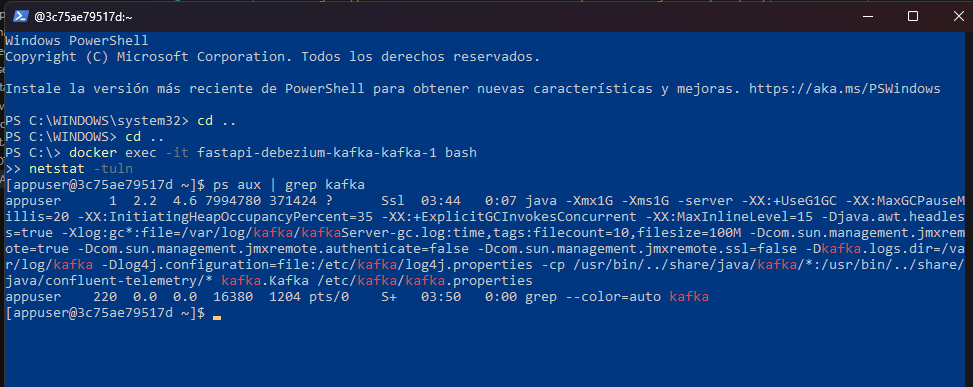 @3c75ae79517d:~
Windows PowerShell
Copyright (C) Microsoft Corporation. Todos los derechos reservados.
Instale la versión más reciente de PowerShell para obtener nuevas características y mejoras. https://aka.ms/PSWindows
PS C:\WINDOWS\system32> cd ..
PS C:\WINDOWS> cd ..
PS C:\> docker exec -it fastapi-debezium-kafka-kafka-1 bash
>> netstat -tuln
[appuser@3c75ae79517d ~]$ ps aux | grep kafka
appuser      1  2.2  4.6 7994780 371424 ?      Ssl  03:44   0:07 java -Xmx1G -Xms1G -server -XX:+UseG1GC -XX:MaxGCPauseM
illis=20 -XX:InitiatingHeapOccupancyPercent=35 -XX:+ExplicitGCInvokesConcurrent -XX:MaxInlineLevel=15 -Djava.awt.headles
s=true -Xlog:gc*:file=/var/log/kafka/kafkaServer-gc.log:time,tags:filecount=10,filesize=100M -Dcom.sun.management.jmxrem
ote=true -Dcom.sun.management.jmxremote.authenticate=false -Dcom.sun.management.jmxremote.ssl=false -Dkafka.logs.dir=/va
r/log/kafka -Dlog4j.configuration=file:/etc/kafka/log4j.properties -cp /usr/bin/../share/java/kafka/*:/usr/bin/../share/
java/confluent-telemetry/* kafka.Kafka /etc/kafka/kafka.properties
appuser    220  0.0  0.0  16380  1204 pts/0    S+   03:50   0:00 grep --color=auto kafka
[appuser@3c75ae79517d ~]$